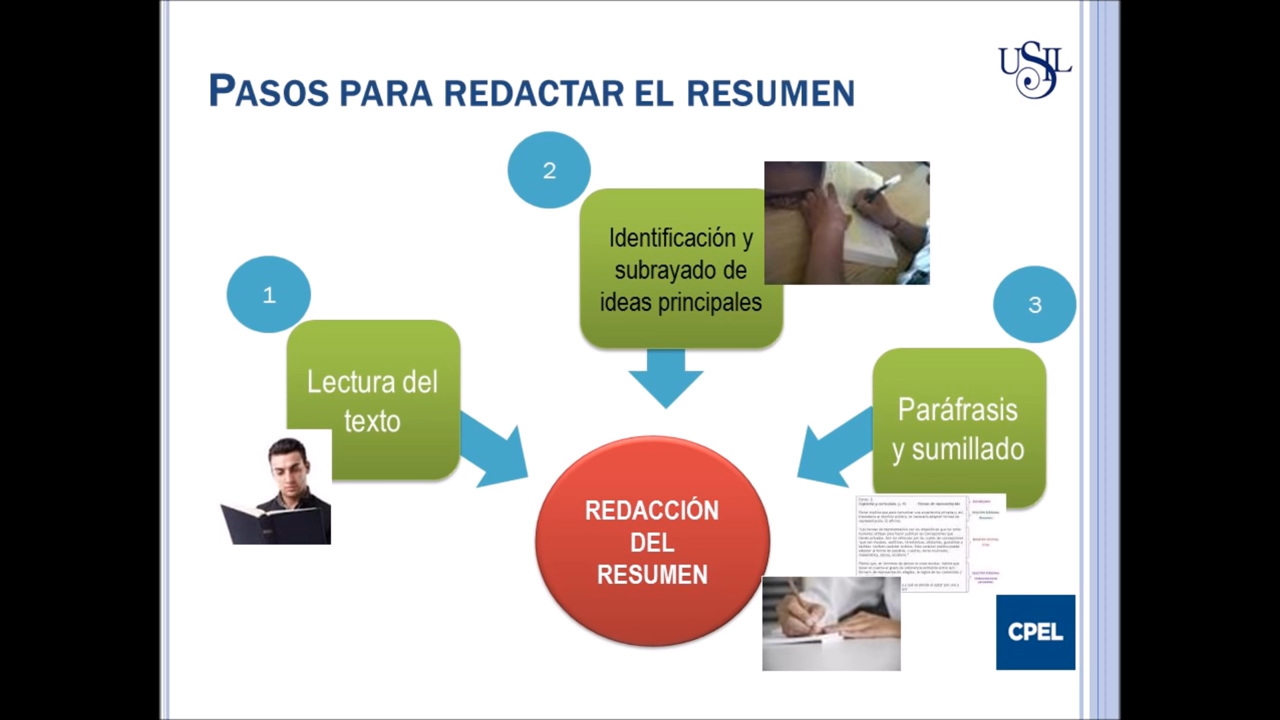 PASOS PARA REDACTAR EL RESUMEN
USIL
1
Lectura del
texto
2
Identificación y
subrayado de
ideas principales
3
Paráfrasis
y sumillado
REDACCIÓN
DEL
RESUMEN
CPEL